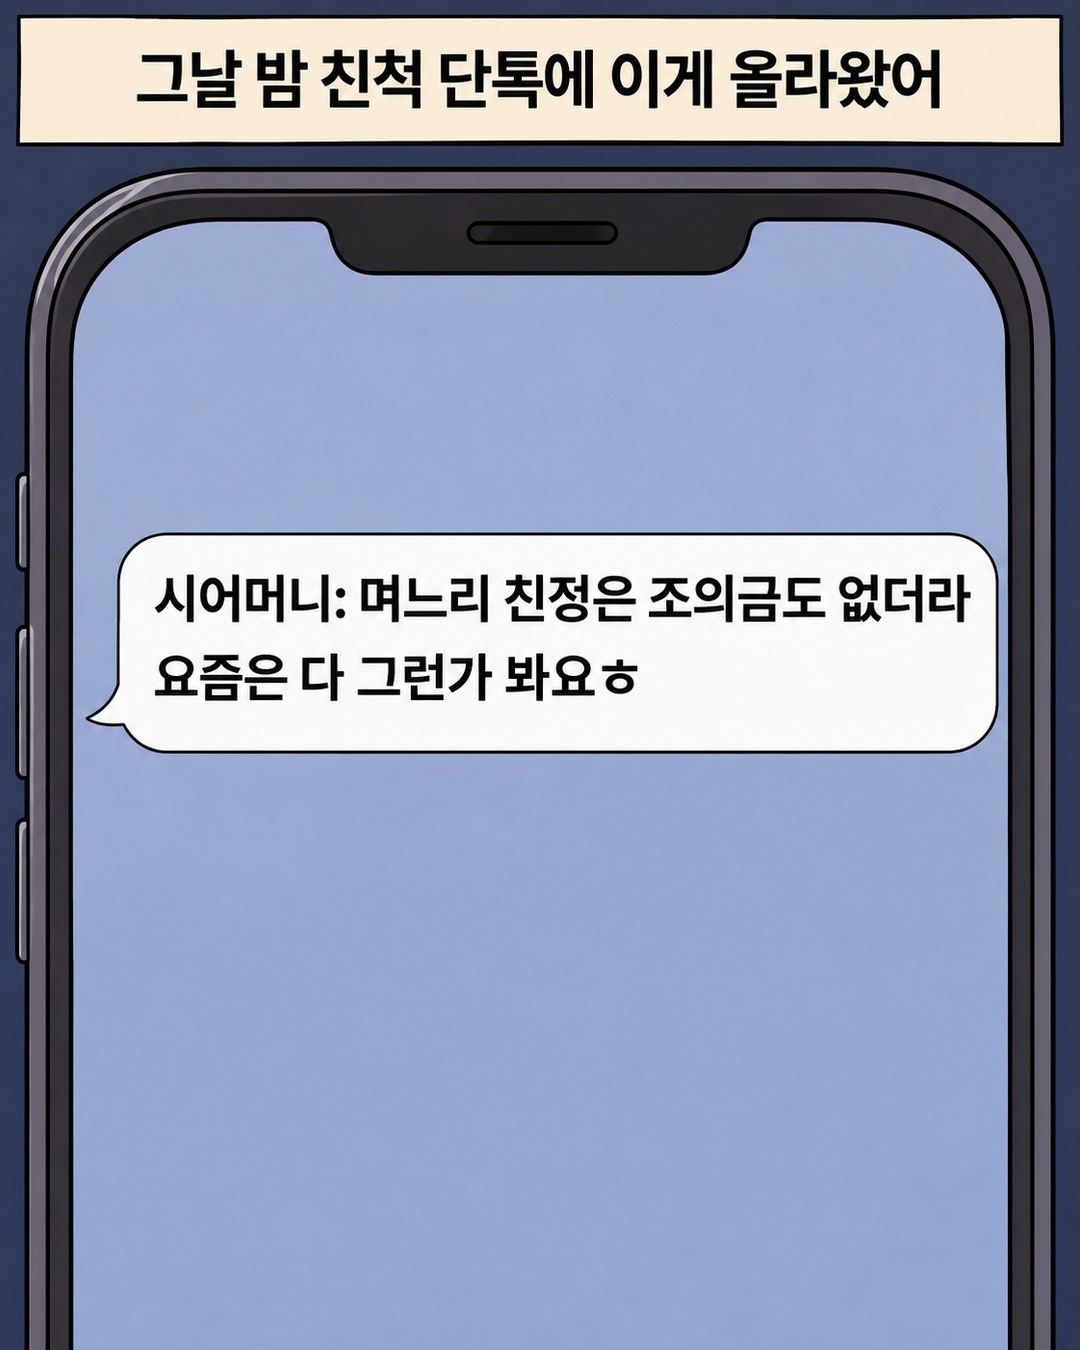 그날 밤 친척 단톡에 이게 올라왔어
시어머니: 며느리 친정은 조의금도 없더라
요즘은 다 그런가 봐요ㅎ